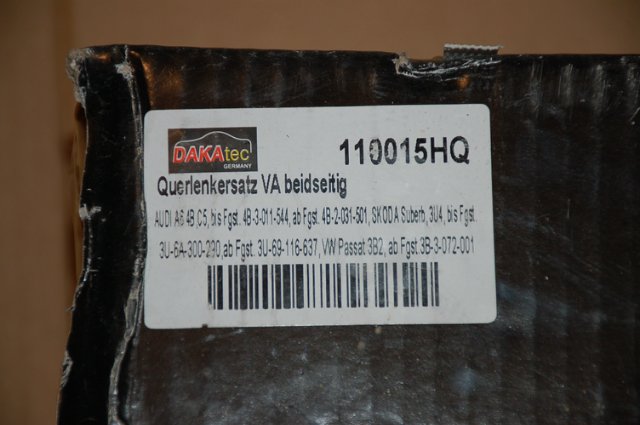 DAKAtec
GERMANY
110015HQ
Querlenkersatz VA beidseitig
AUDI A6 4B C5, bis Fgst. 4B-3-011-544, ab Fgst. 4B-2-031-501, SKODA Suberb, 3U4, bis Fgst.
3U-6A-300-290,ab Fgst. 3U-69-116-637, VW Passat 3B2, ab Fgst.3B-3-072-001